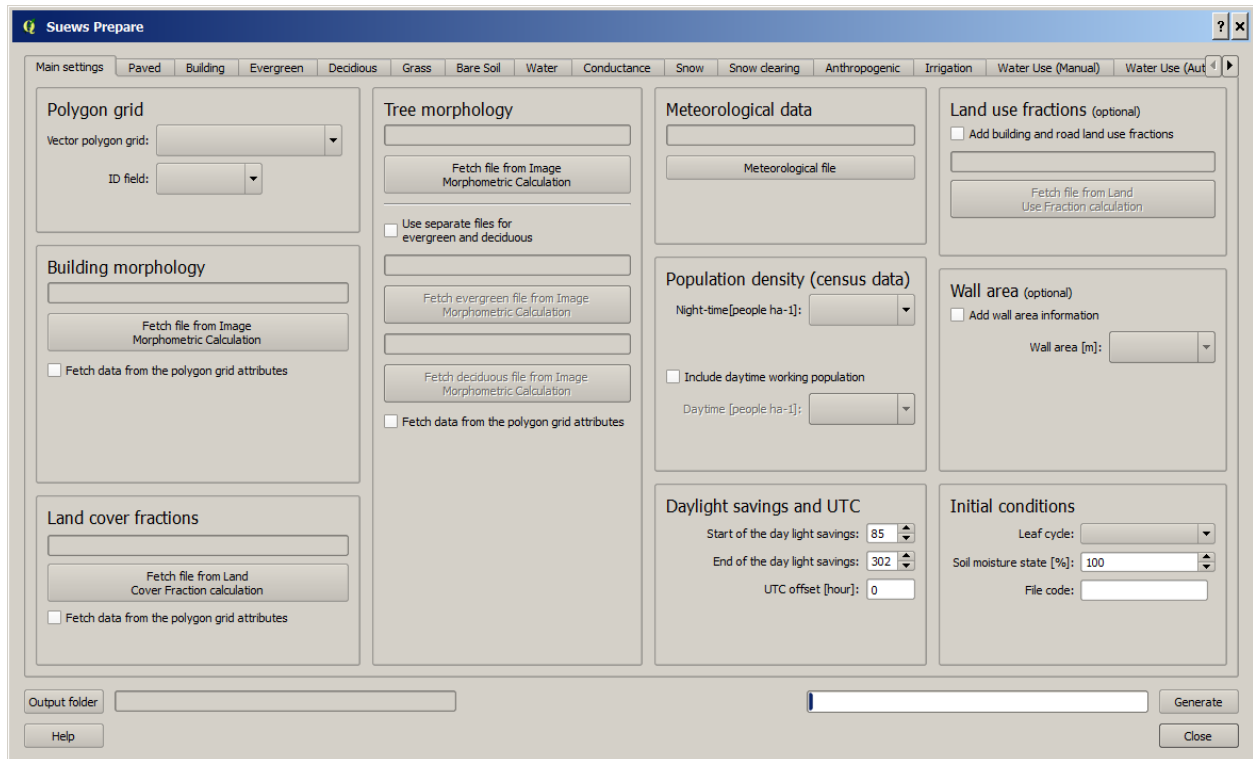 Suews Prepare
Main settings
Paved
Building
Evergreen
Decidious
Grass
Bare Soil
Water
Conductance
Snow
Snow clearing
Anthropogenic
Irrigation
Water Use (Manual)
Water Use (Aut
Polygon grid
Vector polygon grid:
ID field:
Building morphology
Fetch file from Image
Morphometric Calculation
Fetch data from the polygon grid attributes
Land cover fractions
Fetch file from Land
Cover Fraction calculation
Fetch data from the polygon grid attributes
Tree morphology
Fetch file from Image
Morphometric Calculation
Use separate files for
evergreen and deciduous
Fetch evergreen file from Image
Morphometric Calculation
Fetch deciduous file from Image
Morphometric Calculation
Fetch data from the polygon grid attributes
Meteorological data
Meteorological file
Population density (census data)
Night-time[people ha-1]:
Include daytime working population
Daytime [people ha-1]:
Daylight savings and UTC
Start of the day light savings: 85
End of the day light savings: 302
UTC offset [hour]: 0
Land use fractions (optional)
Add building and road land use fractions
Fetch file from Land
Use Fraction calculation
Wall area (optional)
Add wall area information
Wall area [m]:
Initial conditions
Leaf cycle:
Soil moisture state [%]: 100
File code:
Output folder
Generate
Help
Close